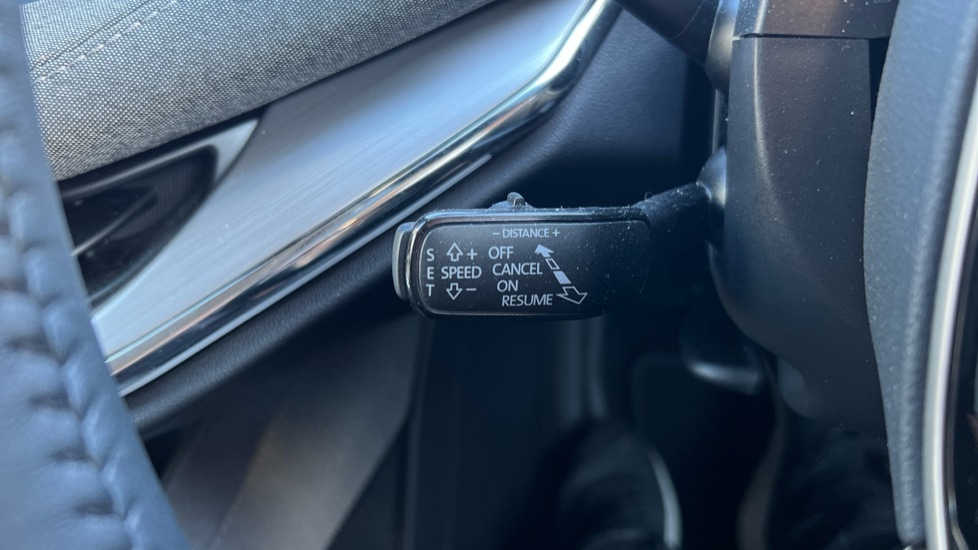 − DISTANCE +
S + OFF
E SPEED CANCEL
T − ON
RESUME